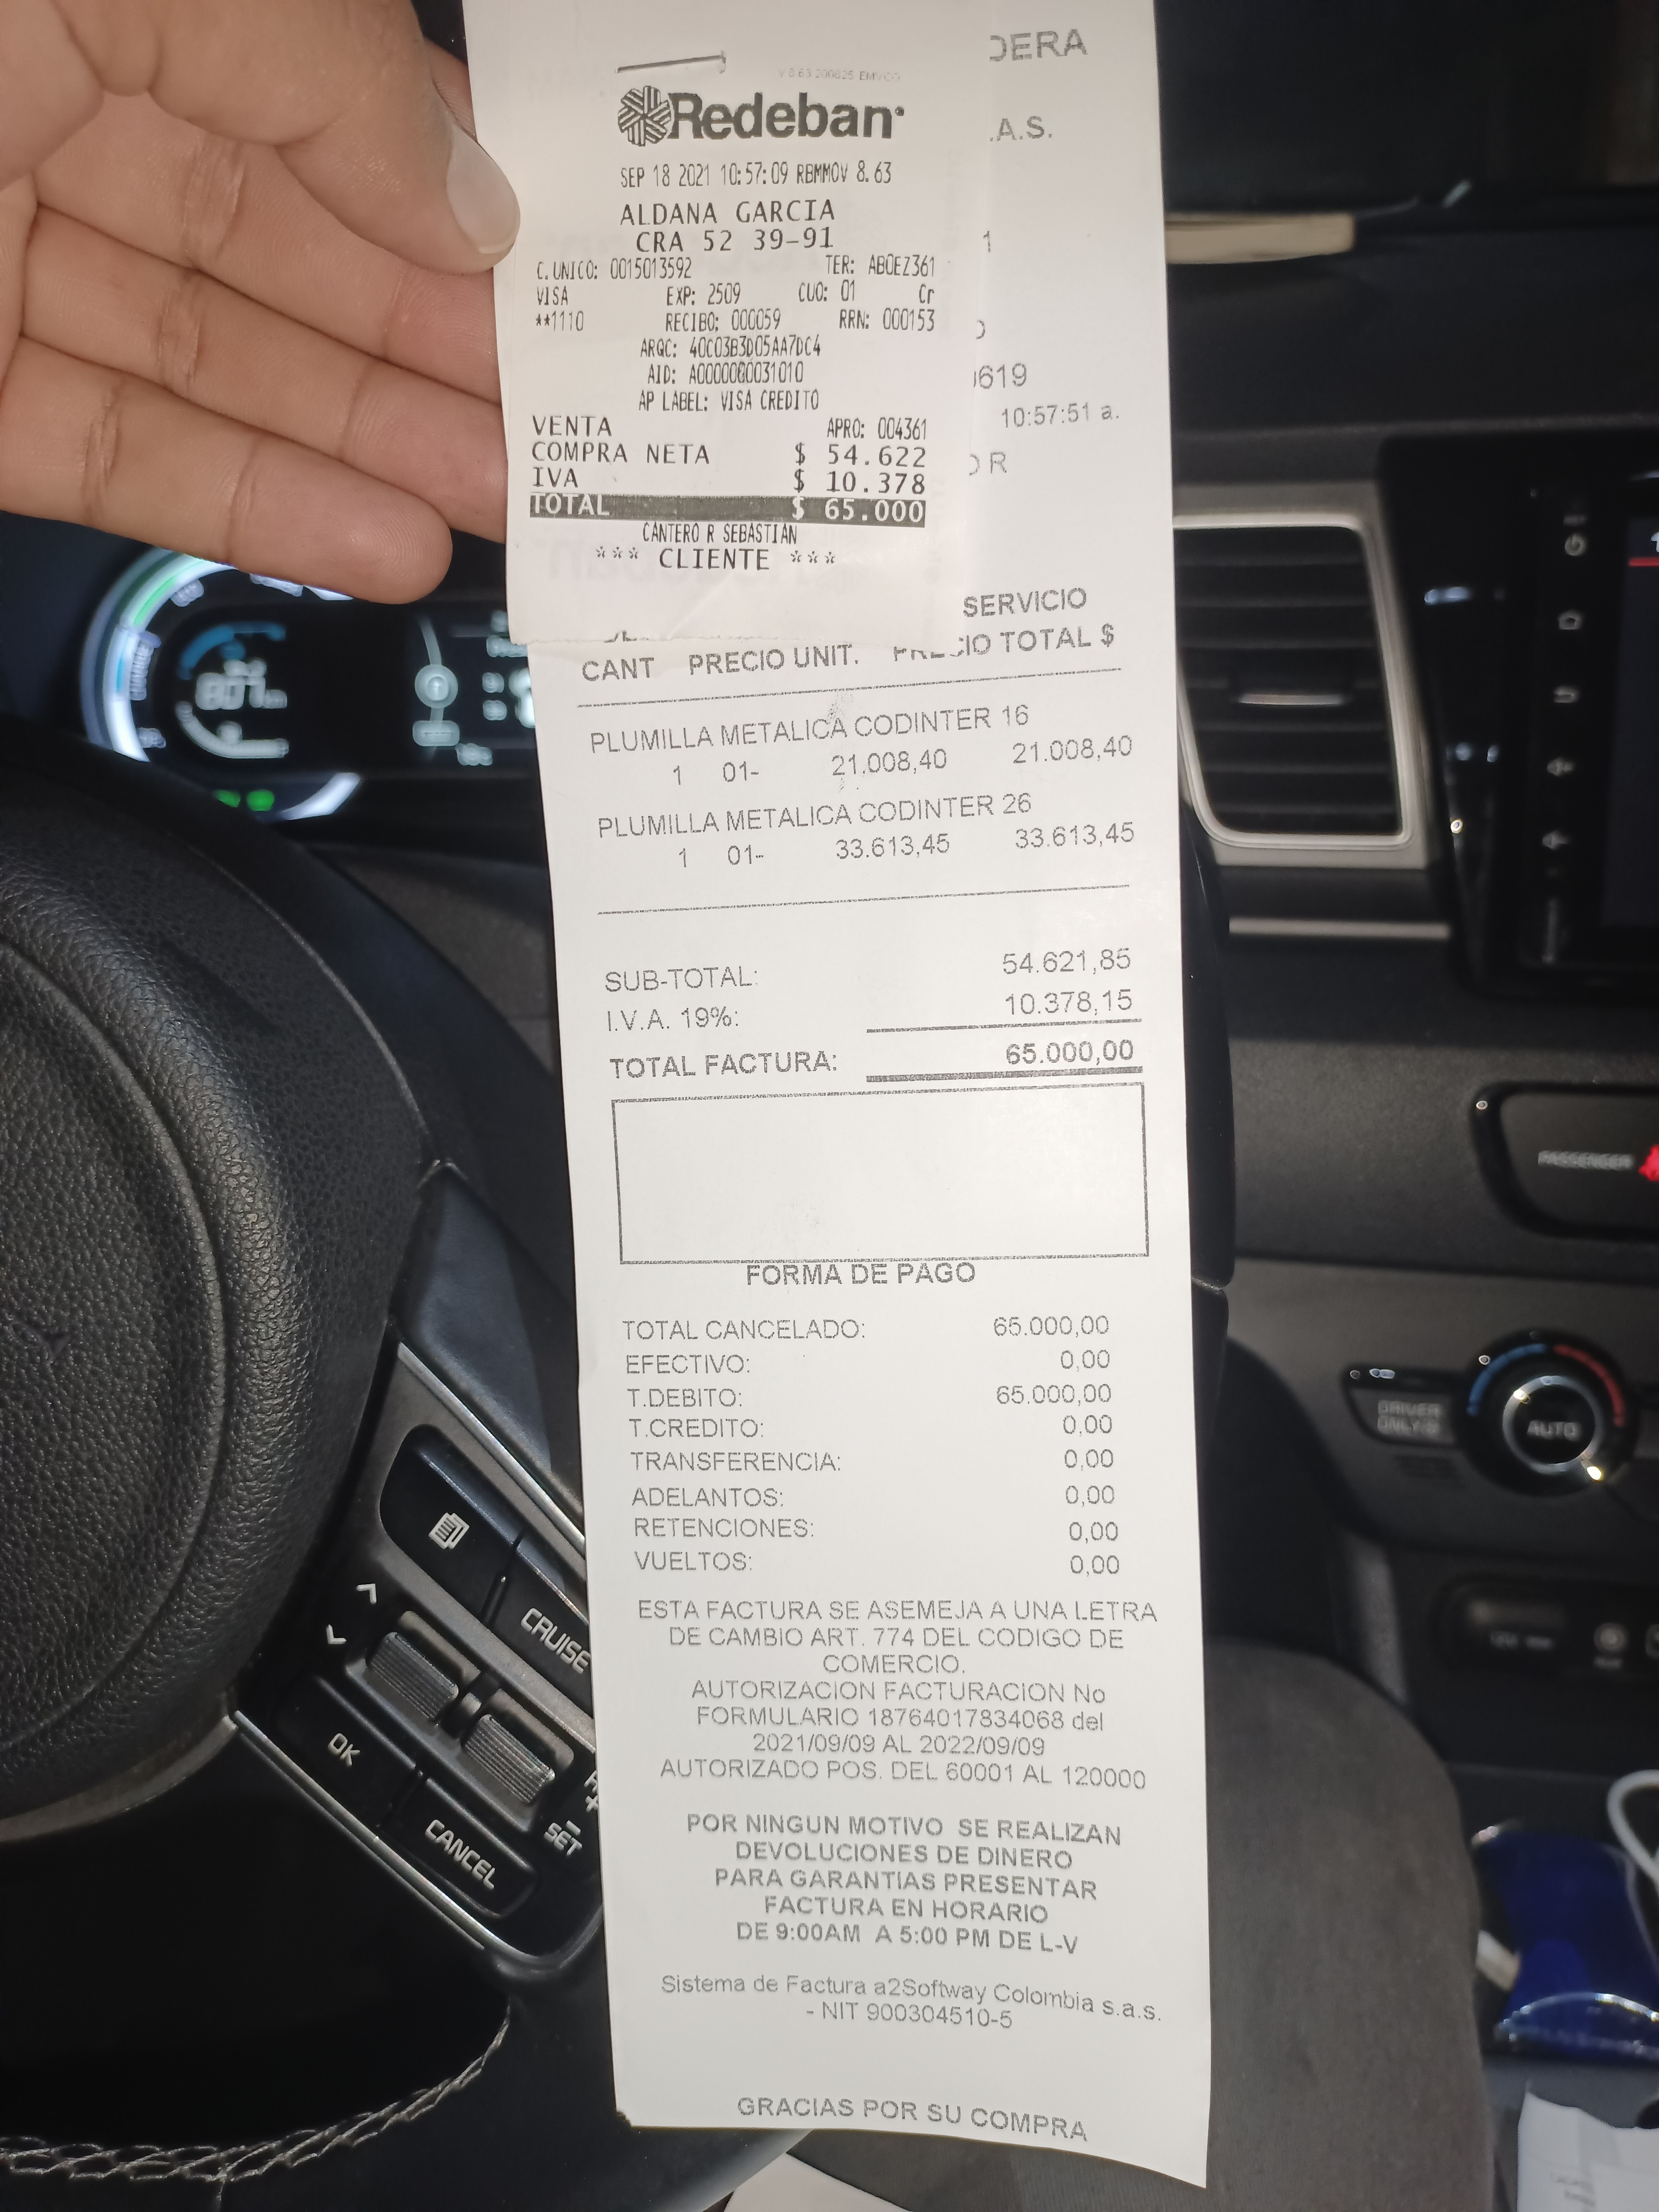 V 8.63 200825 EMVCO
Redeban
SEP 18 2021 10:57:09 RBMMOV 8.63
ALDANA GARCIA
CRA 52 39-91
C.UNICO: 0015013592 TER: ABOEZ361
VISA EXP: 2509 CUO: 01 Cr
**1110 RECIBO: 000059 RRN: 000153
ARQC: 40C03B3D05AA7DC4
AID: A0000000031010
AP LABEL: VISA CREDITO
VENTA APRO: 004361
COMPRA NETA $ 54.622
IVA $ 10.378
TOTAL $ 65.000
CANTERO R SEBASTIAN
*** CLIENTE ***
DERA
.A.S.
1
619
10:57:51 a.
R
SERVICIO
CANT PRECIO UNIT. PRECIO TOTAL $
PLUMILLA METALICA CODINTER 16
1 01- 21.008,40 21.008,40
PLUMILLA METALICA CODINTER 26
1 01- 33.613,45 33.613,45
SUB-TOTAL: 54.621,85
I.V.A. 19%: 10.378,15
TOTAL FACTURA: 65.000,00
FORMA DE PAGO
TOTAL CANCELADO: 65.000,00
EFECTIVO: 0,00
T.DEBITO: 65.000,00
T.CREDITO: 0,00
TRANSFERENCIA: 0,00
ADELANTOS: 0,00
RETENCIONES: 0,00
VUELTOS: 0,00
ESTA FACTURA SE ASEMEJA A UNA LETRA
DE CAMBIO ART. 774 DEL CODIGO DE
COMERCIO.
AUTORIZACION FACTURACION No
FORMULARIO 18764017834068 del
2021/09/09 AL 2022/09/09
AUTORIZADO POS. DEL 60001 AL 120000
POR NINGUN MOTIVO SE REALIZAN
DEVOLUCIONES DE DINERO
PARA GARANTIAS PRESENTAR
FACTURA EN HORARIO
DE 9:00AM A 5:00 PM DE L-V
Sistema de Factura a2Softway Colombia s.a.s.
- NIT 900304510-5
GRACIAS POR SU COMPRA
CRUISE
OK
CANCEL
SET
PASSENGER
DRIVER
ONLY
AUTO